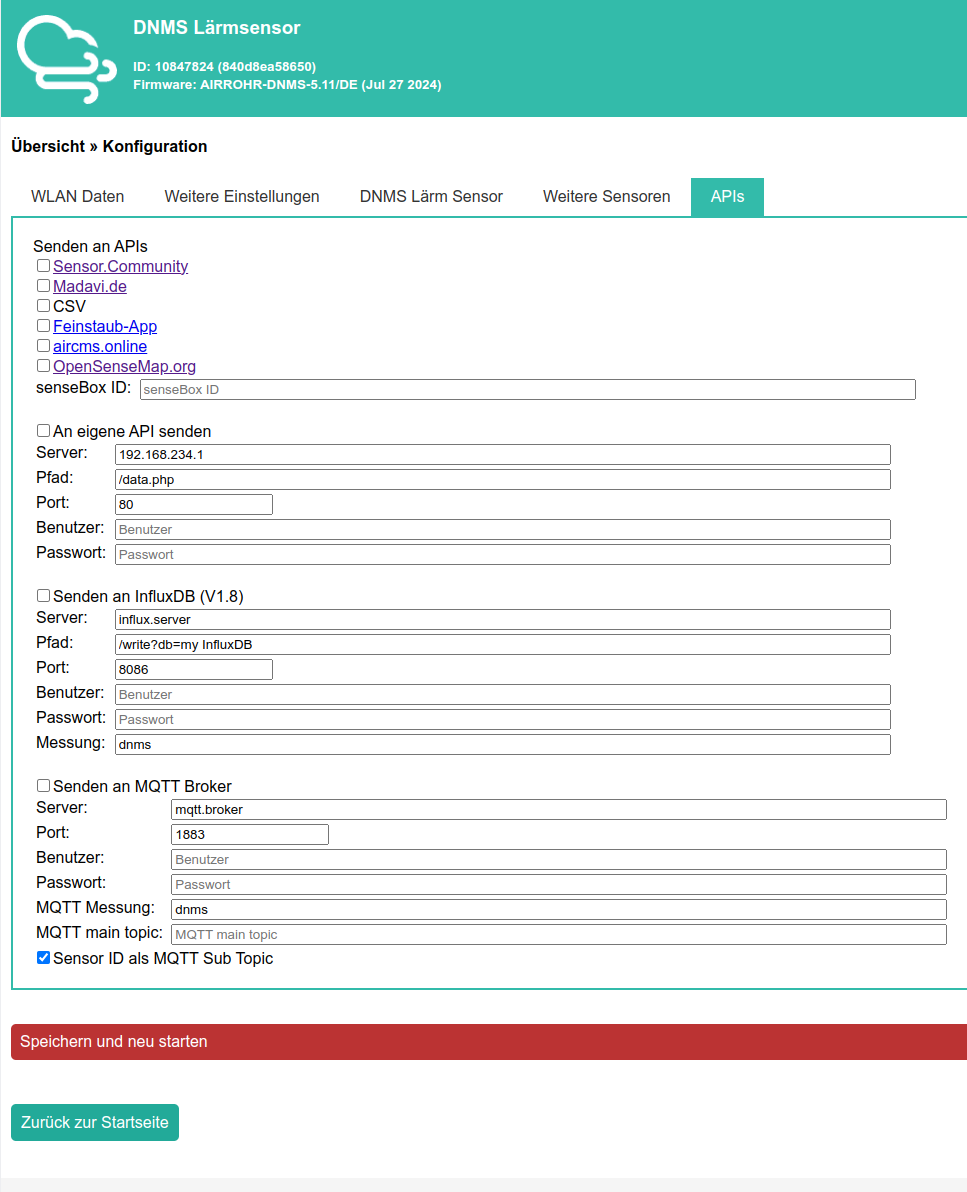 DNMS Lärmsensor
ID: 10847824 (840d8ea58650)
Firmware: AIRROHR-DNMS-5.11/DE (Jul 27 2024)
Übersicht » Konfiguration
WLAN Daten Weitere Einstellungen DNMS Lärm Sensor Weitere Sensoren APIs
Senden an APIs
Sensor.Community
Madavi.de
CSV
Feinstaub-App
aircms.online
OpenSenseMap.org
senseBox ID: senseBox ID
An eigene API senden
Server: 192.168.234.1
Pfad: /data.php
Port: 80
Benutzer: Benutzer
Passwort: Passwort
Senden an InfluxDB (V1.8)
Server: influx.server
Pfad: /write?db=my InfluxDB
Port: 8086
Benutzer: Benutzer
Passwort: Passwort
Messung: dnms
Senden an MQTT Broker
Server: mqtt.broker
Port: 1883
Benutzer: Benutzer
Passwort: Passwort
MQTT Messung: dnms
MQTT main topic: MQTT main topic
Sensor ID als MQTT Sub Topic
Speichern und neu starten
Zurück zur Startseite